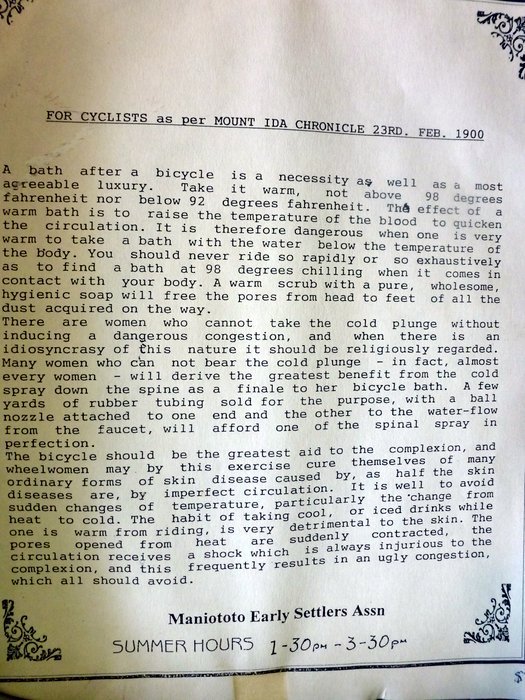 FOR CYCLISTS as per MOUNT IDA CHRONICLE 23RD. FEB. 1900
A bath after a bicycle is a necessity as well as a most
agreeable luxury. Take it warm, not above 98 degrees
fahrenheit nor below 92 degrees fahrenheit. The effect of a
warm bath is to raise the temperature of the blood to quicken
the circulation. It is therefore dangerous when one is very
warm to take a bath with the water below the temperature of
the body. You should never ride so rapidly or so exhaustively
as to find a bath at 98 degrees chilling when it comes in
contact with your body. A warm scrub with a pure, wholesome,
hygienic soap will free the pores from head to feet of all the
dust acquired on the way.
There are women who cannot take the cold plunge without
inducing a dangerous congestion, and when there is an
idiosyncrasy of this nature it should be religiously regarded.
Many women who can not bear the cold plunge - in fact, almost
every women - will derive the greatest benefit from the cold
spray down the spine as a finale to her bicycle bath. A few
yards of rubber tubing sold for the purpose, with a ball
nozzle attached to one end and the other to the water-flow
from the faucet, will afford one of the spinal spray in
perfection.
The bicycle should be the greatest aid to the complexion, and
wheelwomen may by this exercise cure themselves of many
ordinary forms of skin disease caused by, as half the skin
diseases are, by imperfect circulation. It is well to avoid
sudden changes of temperature, particularly the change from
heat to cold. The habit of taking cool, or iced drinks while
one is warm from riding, is very detrimental to the skin. The
pores opened from heat are suddenly contracted, the
circulation receives a shock which is always injurious to the
complexion, and this frequently results in an ugly congestion,
which all should avoid.
Maniototo Early Settlers Assn
SUMMER HOURS 1-30pm - 3-30pm
$